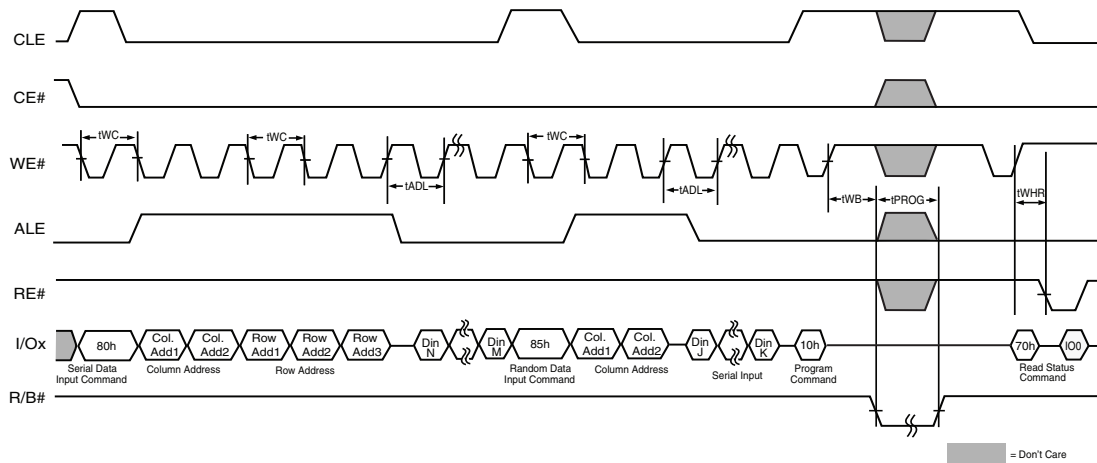 CLE
CE#
tWC
tWC
tWC
WE#
tADL
tADL
tWB
tPROG
tWHR
ALE
RE#
I/Ox
80h
Col. Add1
Col. Add2
Row Add1
Row Add2
Row Add3
Din N
Din M
85h
Col. Add1
Col. Add2
Din J
Din K
10h
70h
IO0
Serial Data Input Command
Column Address
Row Address
Random Data Input Command
Column Address
Serial Input
Program Command
Read Status Command
R/B#
= Don't Care